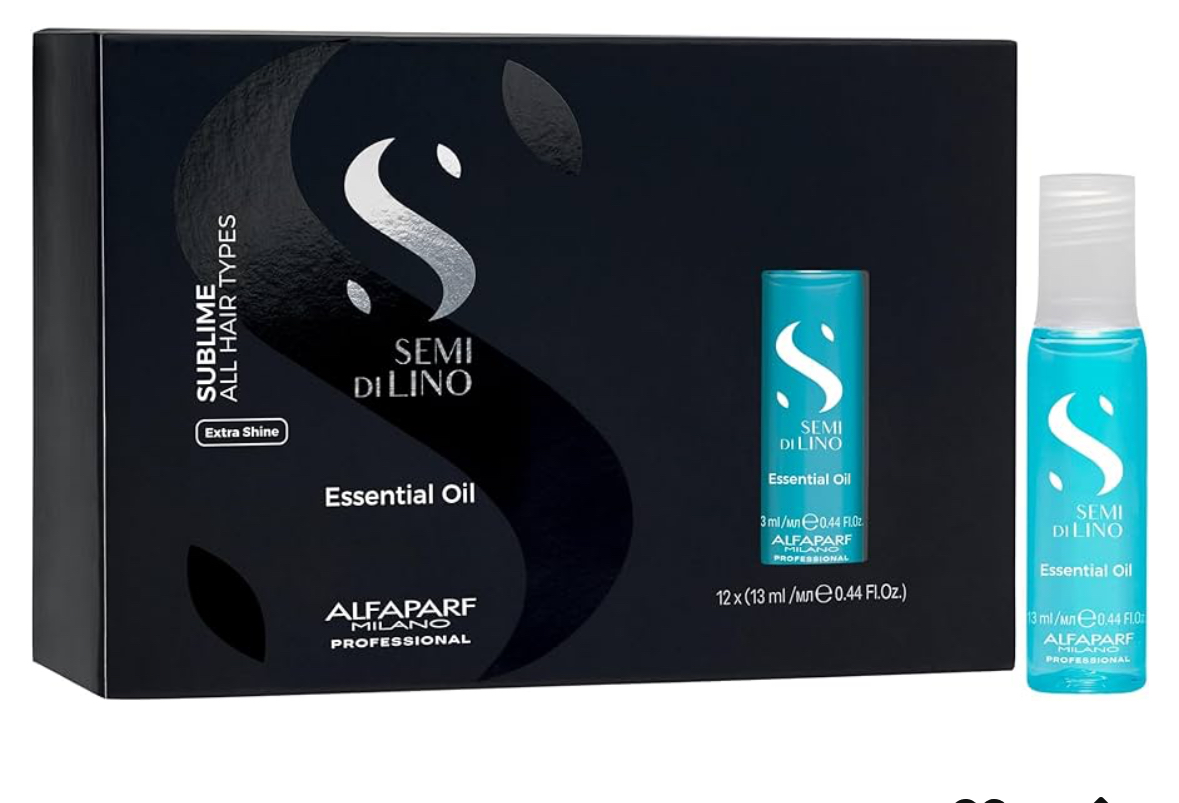 SUBLIME
ALL HAIR TYPES
Extra Shine
SEMI
DI LINO
Essential Oil
ALFAPARF
MILANO
PROFESSIONAL
SEMI
DI LINO
Essential Oil
3 ml/мл ℮ 0.44 Fl.Oz.
ALFAPARF
MILANO
PROFESSIONAL
12 x (13 ml /мл ℮ 0.44 Fl.Oz.)
SEMI
DI LINO
Essential Oil
13 ml/мл ℮ 0.44 Fl.Oz.
ALFAPARF
MILANO
PROFESSIONAL